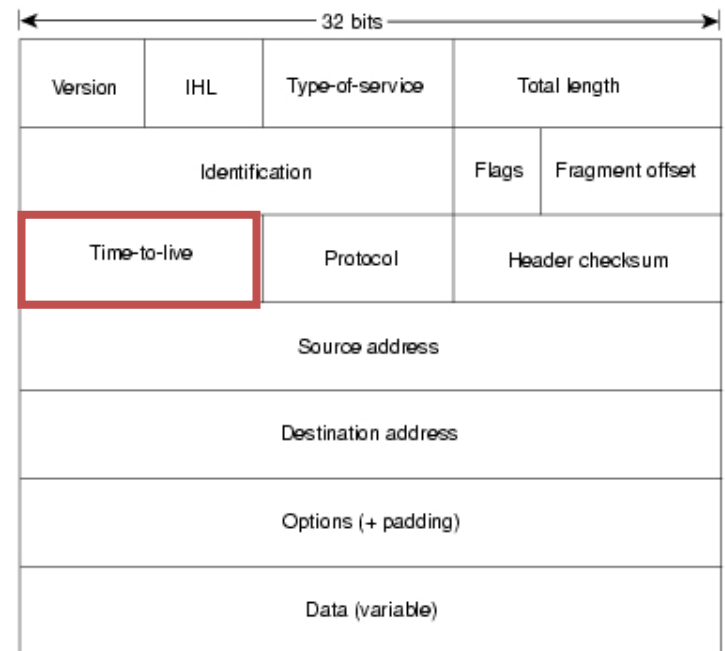 32 bits
Version IHL Type-of-service Total length
Identification Flags Fragment offset
Time-to-live Protocol Header checksum
Source address
Destination address
Options (+ padding)
Data (variable)